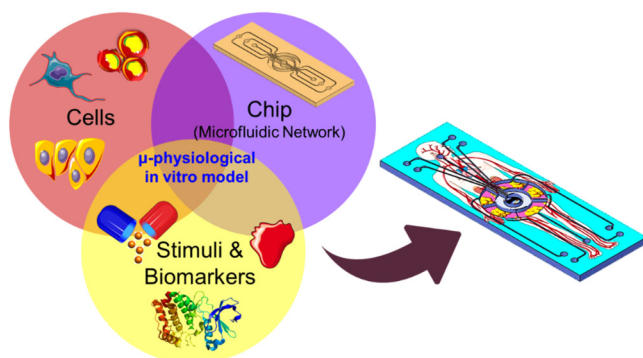 Cells
Chip
(Microfluidic Network)
μ-physiological
in vitro model
Stimuli &
Biomarkers